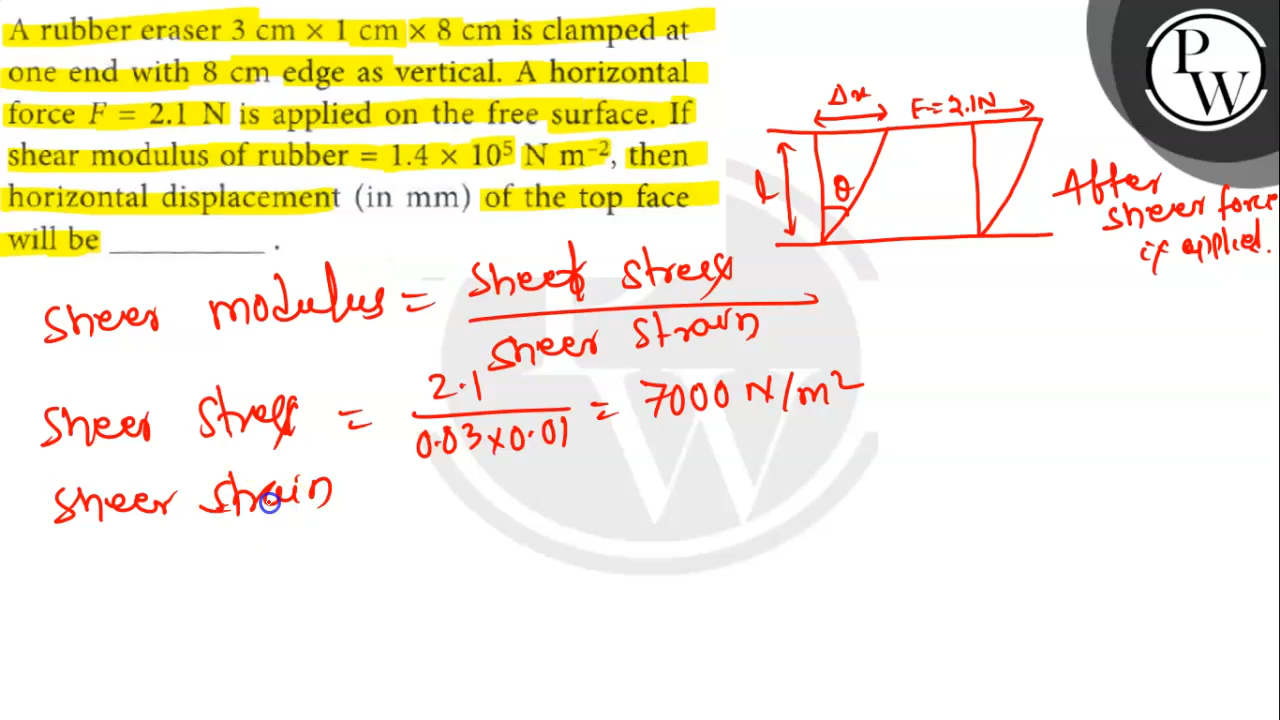 A rubber eraser 3 cm × 1 cm × 8 cm is clamped at
one end with 8 cm edge as vertical. A horizontal
force F = 2.1 N is applied on the free surface. If
shear modulus of rubber = 1.4 × 10⁵ N m⁻², then
horizontal displacement (in mm) of the top face
will be ____________ .
P
W
Δx F=2.1N
l θ
After
sheer force
is applied.
Sheer modulus = sheer stress
sheer strain
Sheer stress = 2.1
0.03×0.01 = 7000 N/m²
Sheer strain
P
W